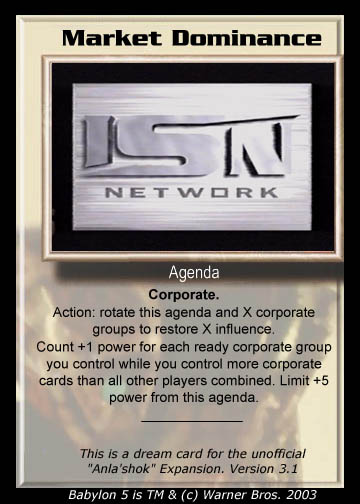 Market Dominance
ISN
NETWORK
Agenda
Corporate.
Action: rotate this agenda and X corporate
groups to restore X influence.
Count +1 power for each ready corporate group
you control while you control more corporate
cards than all other players combined. Limit +5
power from this agenda.
This is a dream card for the unofficial
"Anla'shok" Expansion. Version 3.1
Babylon 5 is TM & (c) Warner Bros. 2003